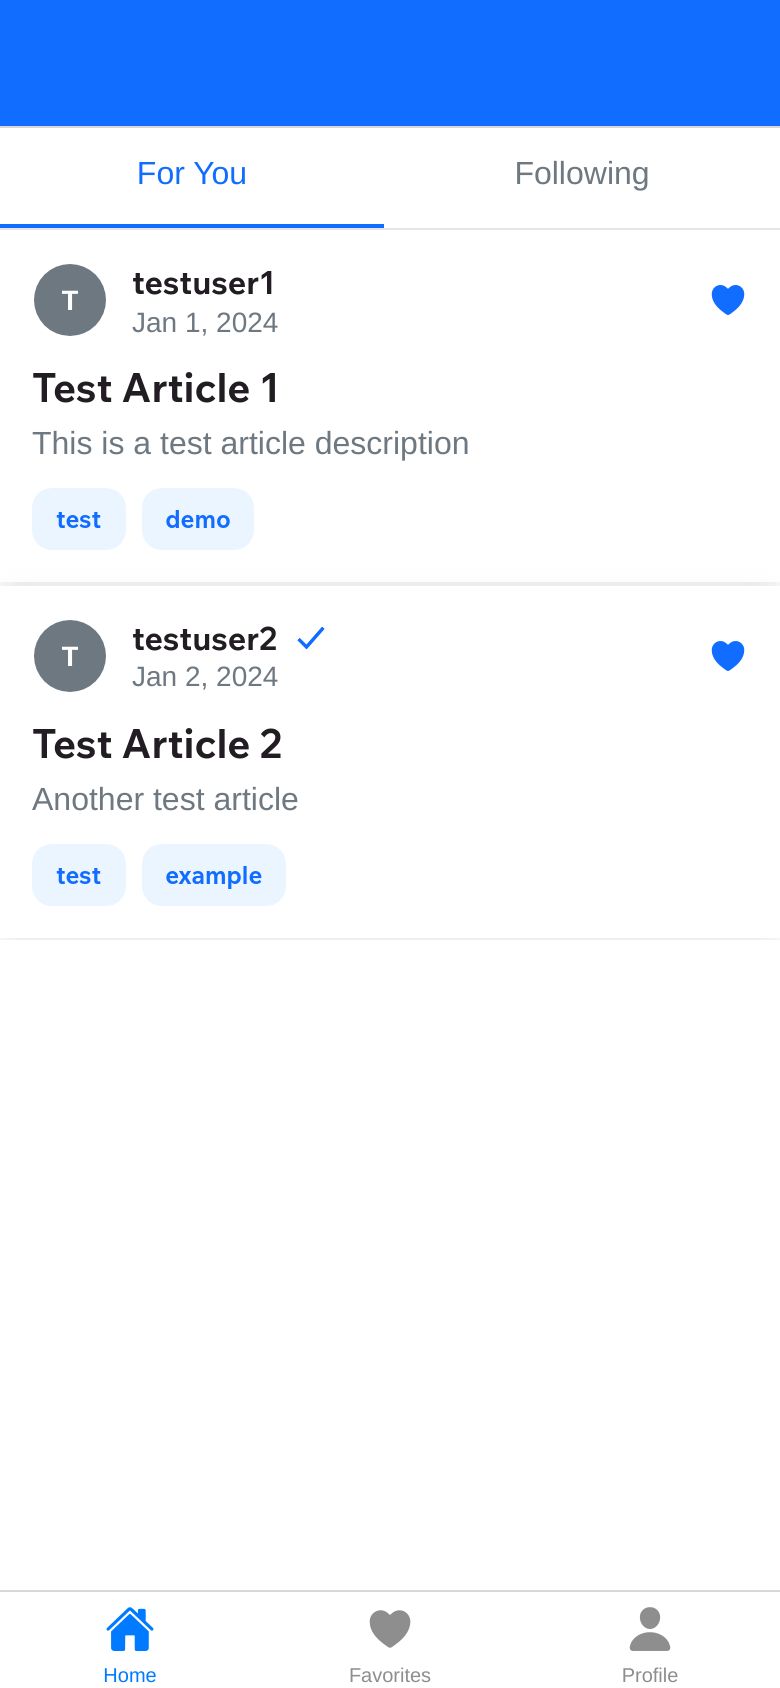 For You Following
T testuser1
Jan 1, 2024
Test Article 1
This is a test article description
test demo
T testuser2
Jan 2, 2024
Test Article 2
Another test article
test example
Home Favorites Profile